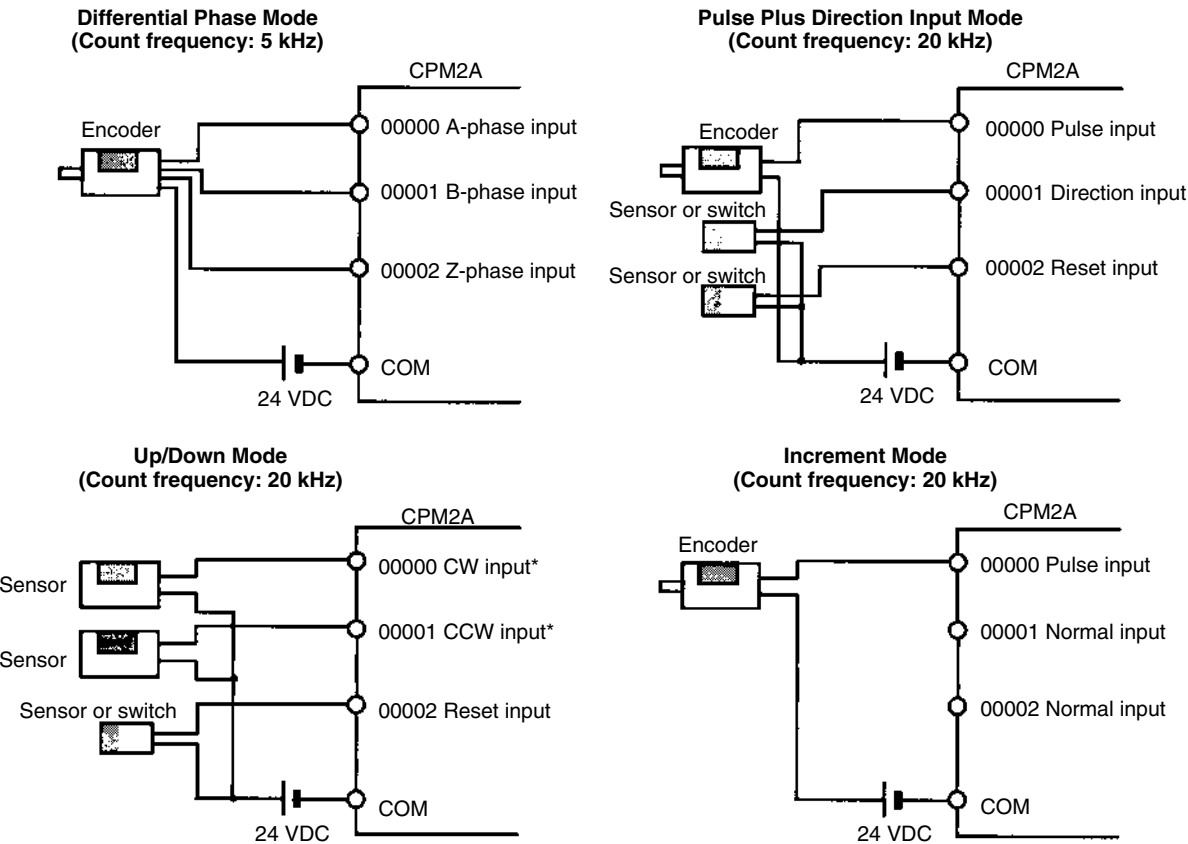 Differential Phase Mode
(Count frequency: 5 kHz)
CPM2A
Encoder
00000 A-phase input
00001 B-phase input
00002 Z-phase input
COM
24 VDC
Pulse Plus Direction Input Mode
(Count frequency: 20 kHz)
CPM2A
Encoder
00000 Pulse input
Sensor or switch
00001 Direction input
Sensor or switch
00002 Reset input
COM
24 VDC
Up/Down Mode
(Count frequency: 20 kHz)
CPM2A
Sensor
00000 CW input*
Sensor
00001 CCW input*
Sensor or switch
00002 Reset input
COM
24 VDC
Increment Mode
(Count frequency: 20 kHz)
CPM2A
Encoder
00000 Pulse input
00001 Normal input
00002 Normal input
COM
24 VDC